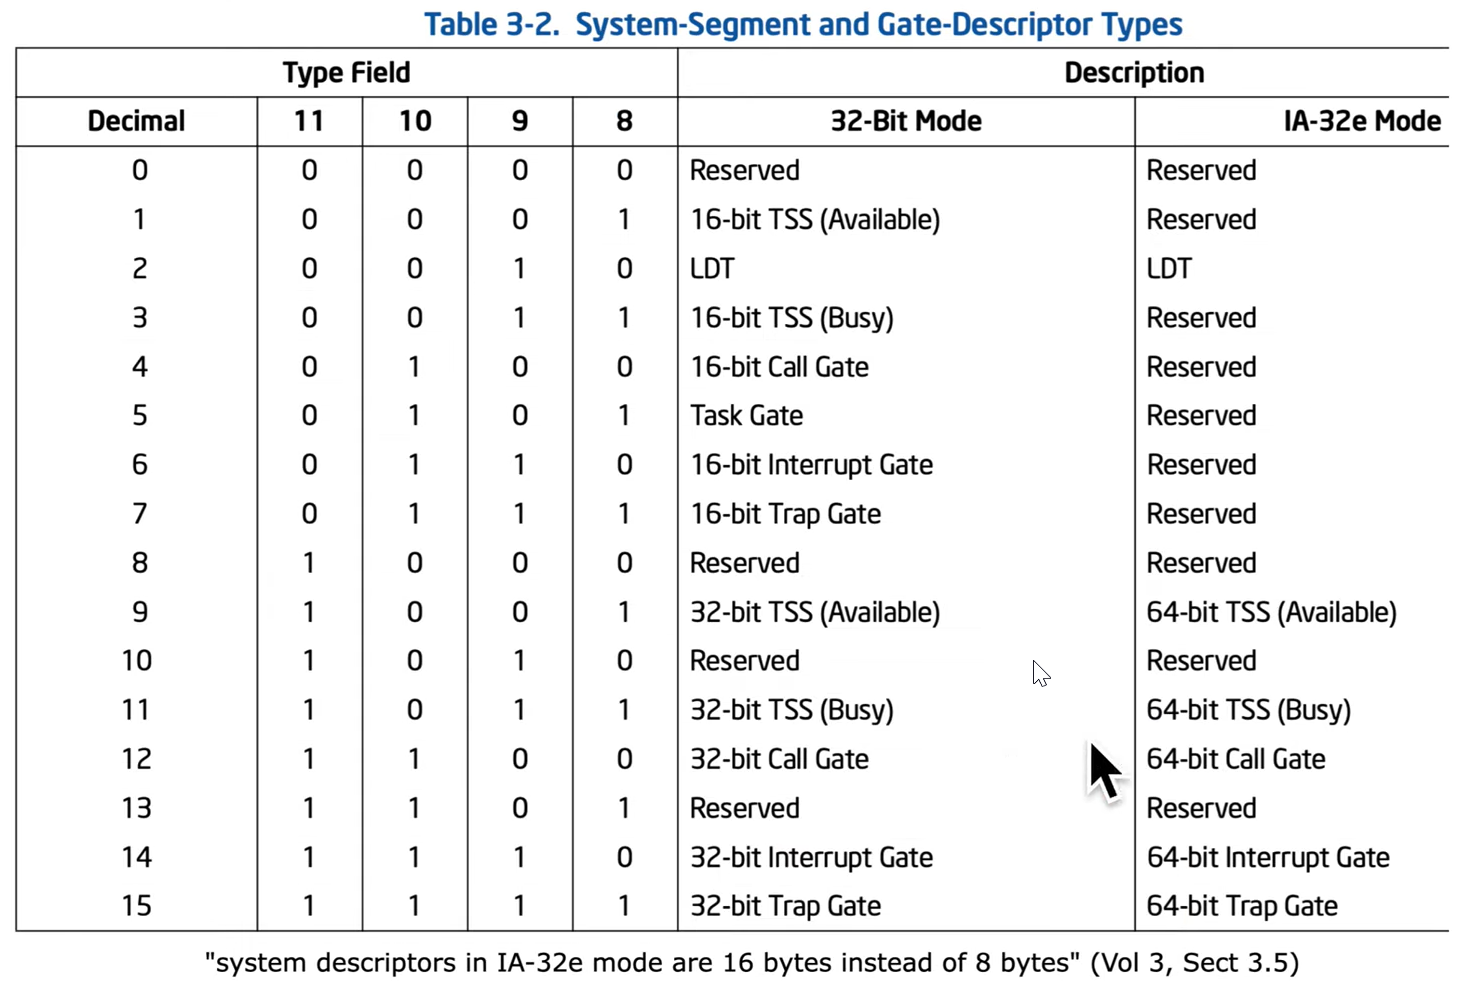 Table 3-2. System-Segment and Gate-Descriptor Types
Type Field Description
Decimal 11 10 9 8 32-Bit Mode IA-32e Mode
0 0 0 0 0 Reserved Reserved
1 0 0 0 1 16-bit TSS (Available) Reserved
2 0 0 1 0 LDT LDT
3 0 0 1 1 16-bit TSS (Busy) Reserved
4 0 1 0 0 16-bit Call Gate Reserved
5 0 1 0 1 Task Gate Reserved
6 0 1 1 0 16-bit Interrupt Gate Reserved
7 0 1 1 1 16-bit Trap Gate Reserved
8 1 0 0 0 Reserved Reserved
9 1 0 0 1 32-bit TSS (Available) 64-bit TSS (Available)
10 1 0 1 0 Reserved Reserved
11 1 0 1 1 32-bit TSS (Busy) 64-bit TSS (Busy)
12 1 1 0 0 32-bit Call Gate 64-bit Call Gate
13 1 1 0 1 Reserved Reserved
14 1 1 1 0 32-bit Interrupt Gate 64-bit Interrupt Gate
15 1 1 1 1 32-bit Trap Gate 64-bit Trap Gate
"system descriptors in IA-32e mode are 16 bytes instead of 8 bytes" (Vol 3, Sect 3.5)